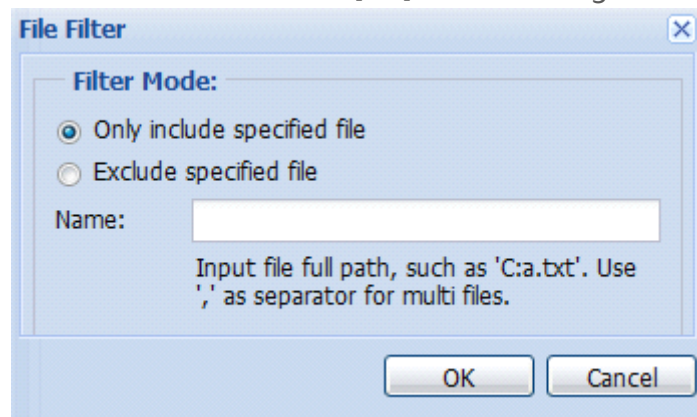 File Filter
Filter Mode:
Only include specified file
Exclude specified file
Name:
Input file full path, such as 'C:a.txt'. Use
',' as separator for multi files.
OK Cancel